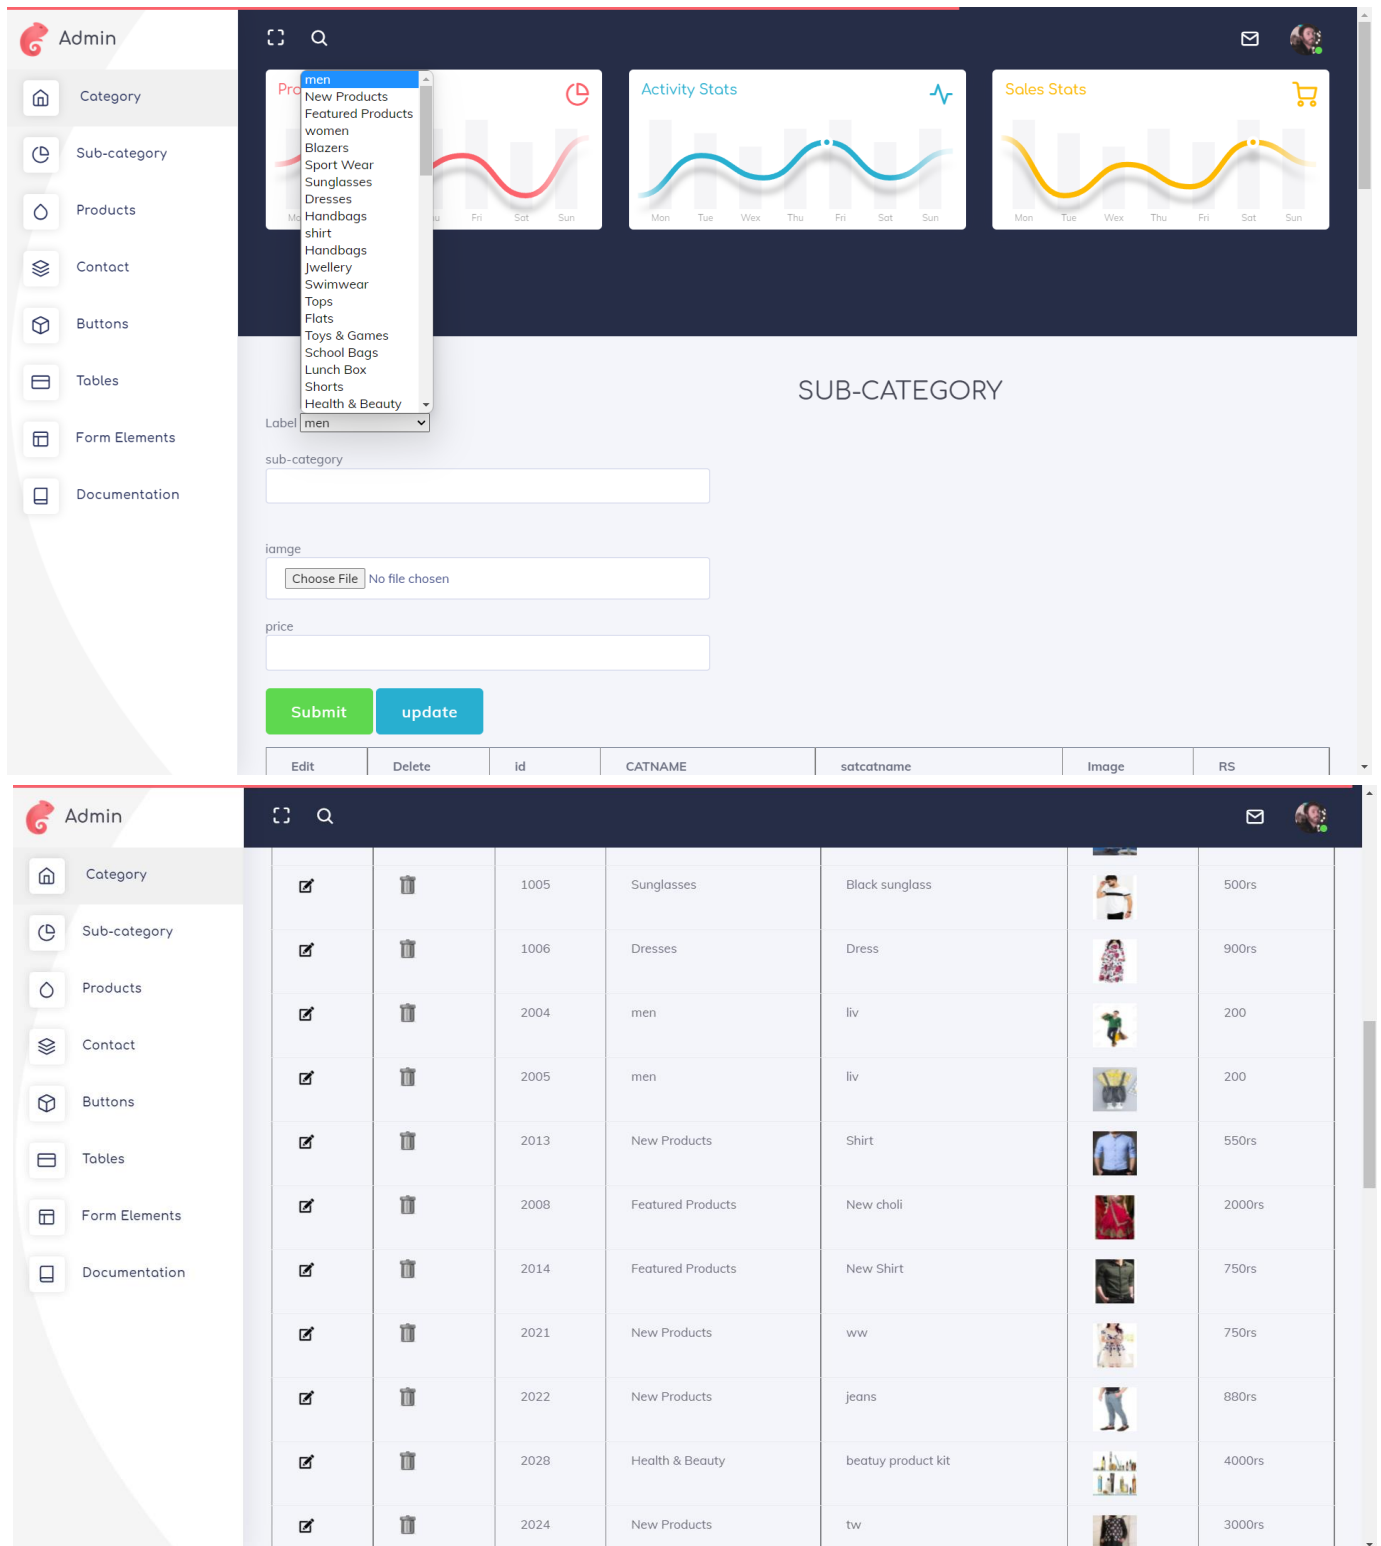 Admin
Category
Sub-category
Products
Contact
Buttons
Tables
Form Elements
Documentation
Pro
Activity Stats
Sales Stats
Fri Sat Sun
Mon Tue Wex Thu Fri Sat Sun
Mon Tue Wex Thu Fri Sat Sun
men
New Products
Featured Products
women
Blazers
Sport Wear
Sunglasses
Dresses
Handbags
shirt
Handbags
Jwellery
Swimwear
Tops
Flats
Toys & Games
School Bags
Lunch Box
Shorts
Health & Beauty
SUB-CATEGORY
Label men
sub-category
iamge
Choose File No file chosen
price
Submit update
Edit Delete id CATNAME satcatname Image RS
Admin
Category
Sub-category
Products
Contact
Buttons
Tables
Form Elements
Documentation
1005 Sunglasses Black sunglass 500rs
1006 Dresses Dress 900rs
2004 men liv 200
2005 men liv 200
2013 New Products Shirt 550rs
2008 Featured Products New choli 2000rs
2014 Featured Products New Shirt 750rs
2021 New Products ww 750rs
2022 New Products jeans 880rs
2028 Health & Beauty beatuy product kit 4000rs
2024 New Products tw 3000rs